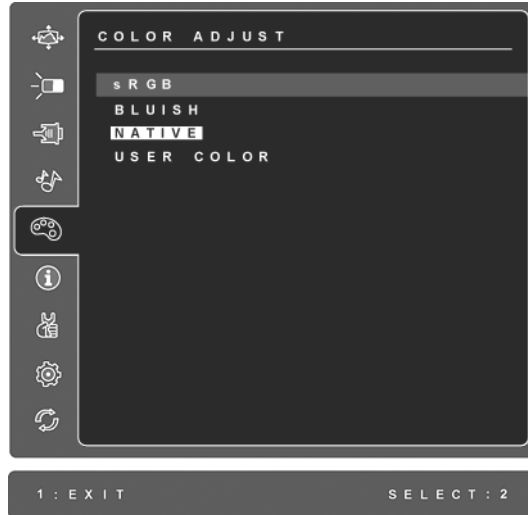 COLOR ADJUST
sRGB
BLUISH
NATIVE
USER COLOR
1:EXIT
SELECT:2